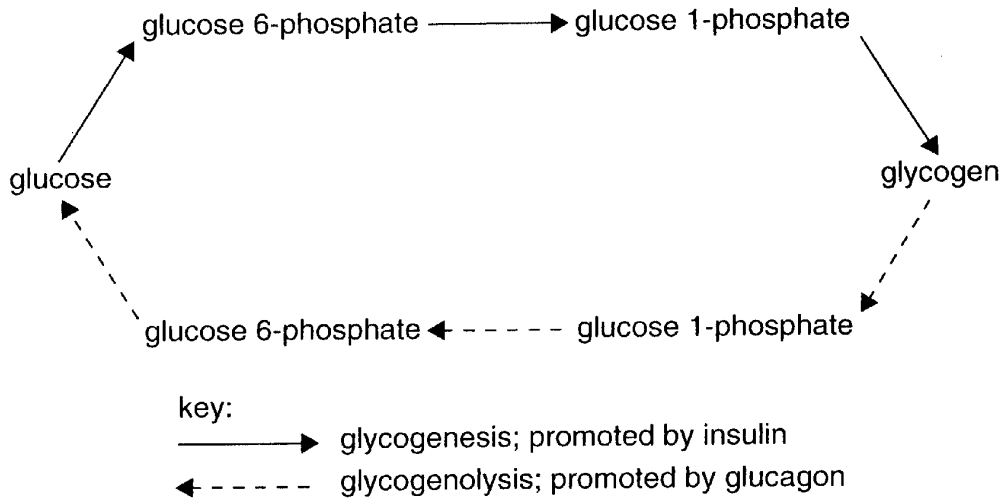 glucose 6-phosphate glucose 1-phosphate
glucose glycogen
glucose 6-phosphate glucose 1-phosphate
key:
glycogenesis; promoted by insulin
glycogenolysis; promoted by glucagon